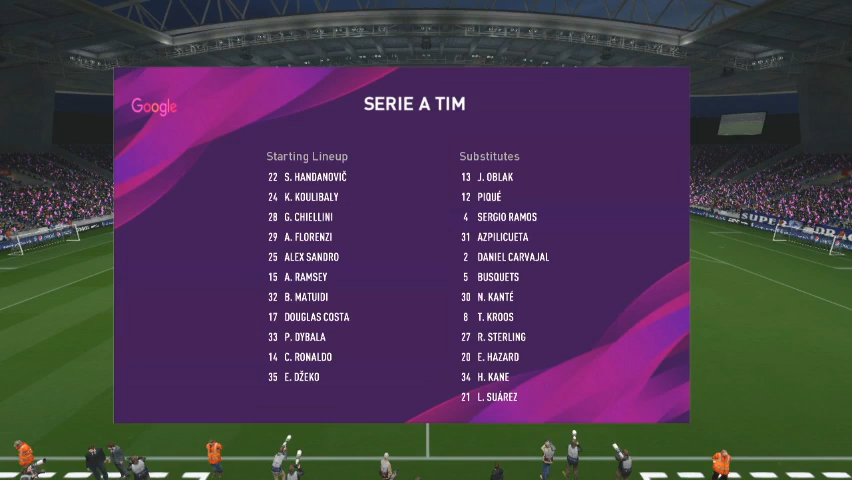 Google
SERIE A TIM
Starting Lineup
22 S. HANDANOVIČ
24 K. KOULIBALY
28 G. CHIELLINI
29 A. FLORENZI
25 ALEX SANDRO
15 A. RAMSEY
32 B. MATUIDI
17 DOUGLAS COSTA
33 P. DYBALA
14 C. RONALDO
35 E. DŽEKO
Substitutes
13 J. OBLAK
12 PIQUÉ
4 SERGIO RAMOS
31 AZPILICUETA
2 DANIEL CARVAJAL
5 BUSQUETS
30 N. KANTÉ
8 T. KROOS
27 R. STERLING
20 E. HAZARD
34 H. KANE
21 L. SUÁREZ
SUPER